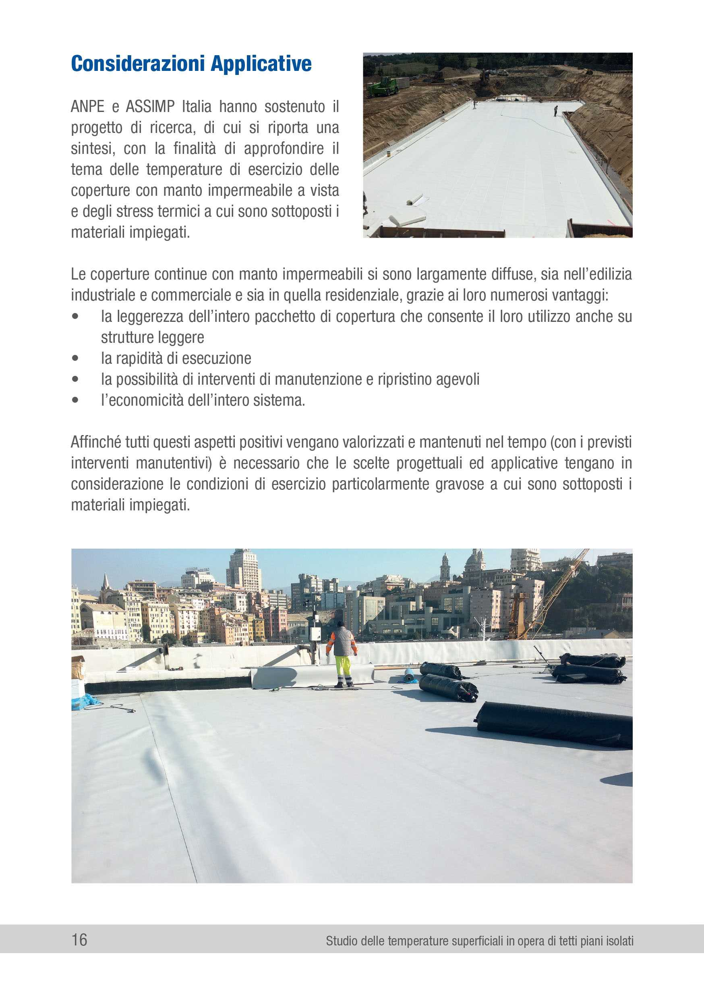 Considerazioni Applicative
ANPE e ASSIMP Italia hanno sostenuto il
progetto di ricerca, di cui si riporta una
sintesi, con la finalità di approfondire il
tema delle temperature di esercizio delle
coperture con manto impermeabile a vista
e degli stress termici a cui sono sottoposti i
materiali impiegati.
Le coperture continue con manto impermeabili si sono largamente diffuse, sia nell’edilizia
industriale e commerciale e sia in quella residenziale, grazie ai loro numerosi vantaggi:
• la leggerezza dell’intero pacchetto di copertura che consente il loro utilizzo anche su
strutture leggere
• la rapidità di esecuzione
• la possibilità di interventi di manutenzione e ripristino agevoli
• l’economicità dell’intero sistema.
Affinché tutti questi aspetti positivi vengano valorizzati e mantenuti nel tempo (con i previsti
interventi manutentivi) è necessario che le scelte progettuali ed applicative tengano in
considerazione le condizioni di esercizio particolarmente gravose a cui sono sottoposti i
materiali impiegati.
16 Studio delle temperature superficiali in opera di tetti piani isolati